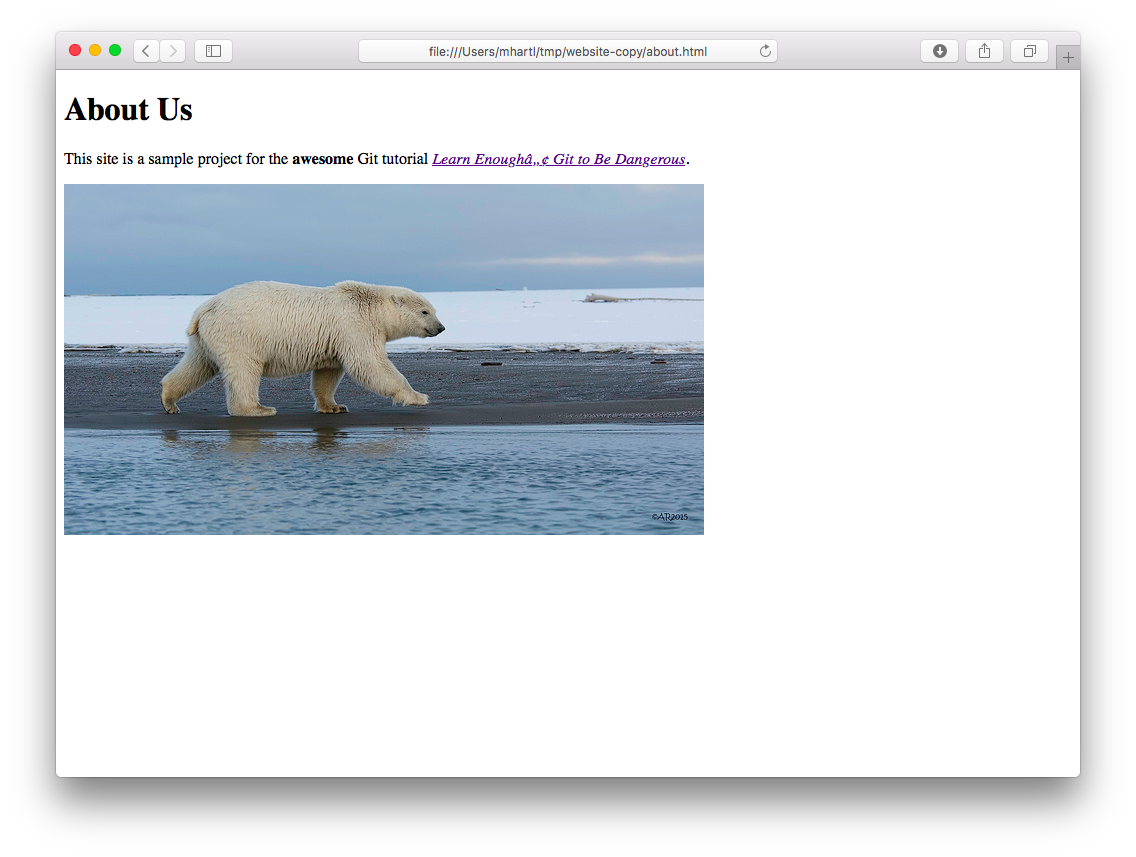 file:///Users/mhartl/tmp/website-copy/about.html
About Us
This site is a sample project for the awesome Git tutorial Learn Enoughâ„¢ Git to Be Dangerous.
©AR2015